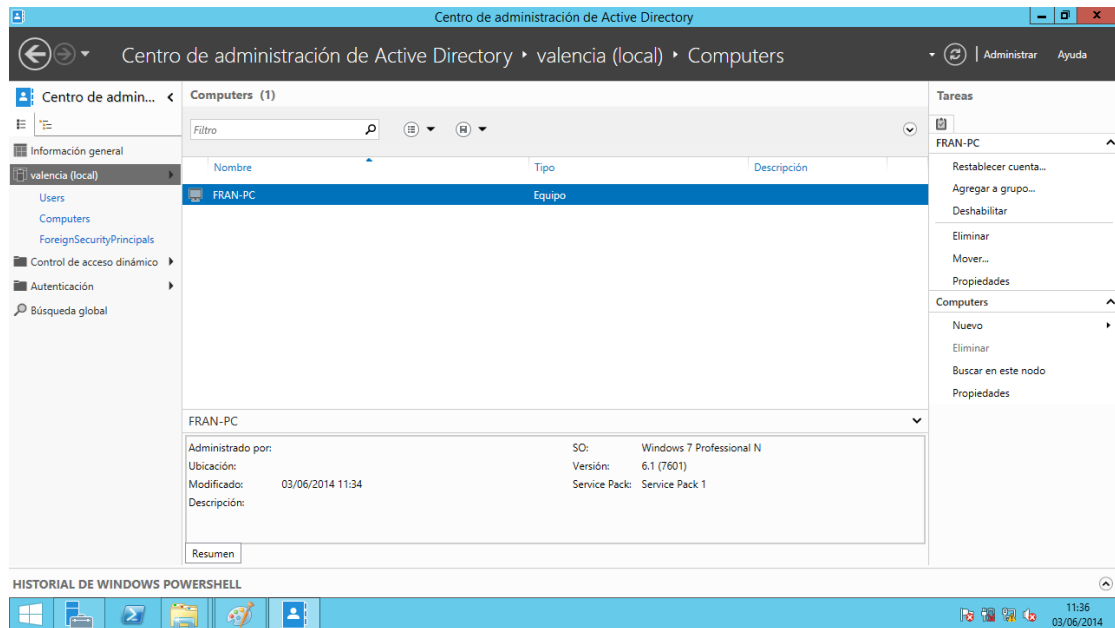 Centro de administración de Active Directory
Centro de administración de Active Directory ‣ valencia (local) ‣ Computers
Administrar Ayuda
Centro de admin...
Información general
valencia (local)
Users
Computers
ForeignSecurityPrincipals
Control de acceso dinámico
Autenticación
Búsqueda global
Computers (1)
Filtro
Nombre Tipo Descripción
FRAN-PC Equipo
FRAN-PC
Administrado por: SO: Windows 7 Professional N
Ubicación: Versión: 6.1 (7601)
Modificado: 03/06/2014 11:34 Service Pack: Service Pack 1
Descripción:
Resumen
Tareas
FRAN-PC
Restablecer cuenta...
Agregar a grupo...
Deshabilitar
Eliminar
Mover...
Propiedades
Computers
Nuevo
Eliminar
Buscar en este nodo
Propiedades
HISTORIAL DE WINDOWS POWERSHELL
11:36
03/06/2014